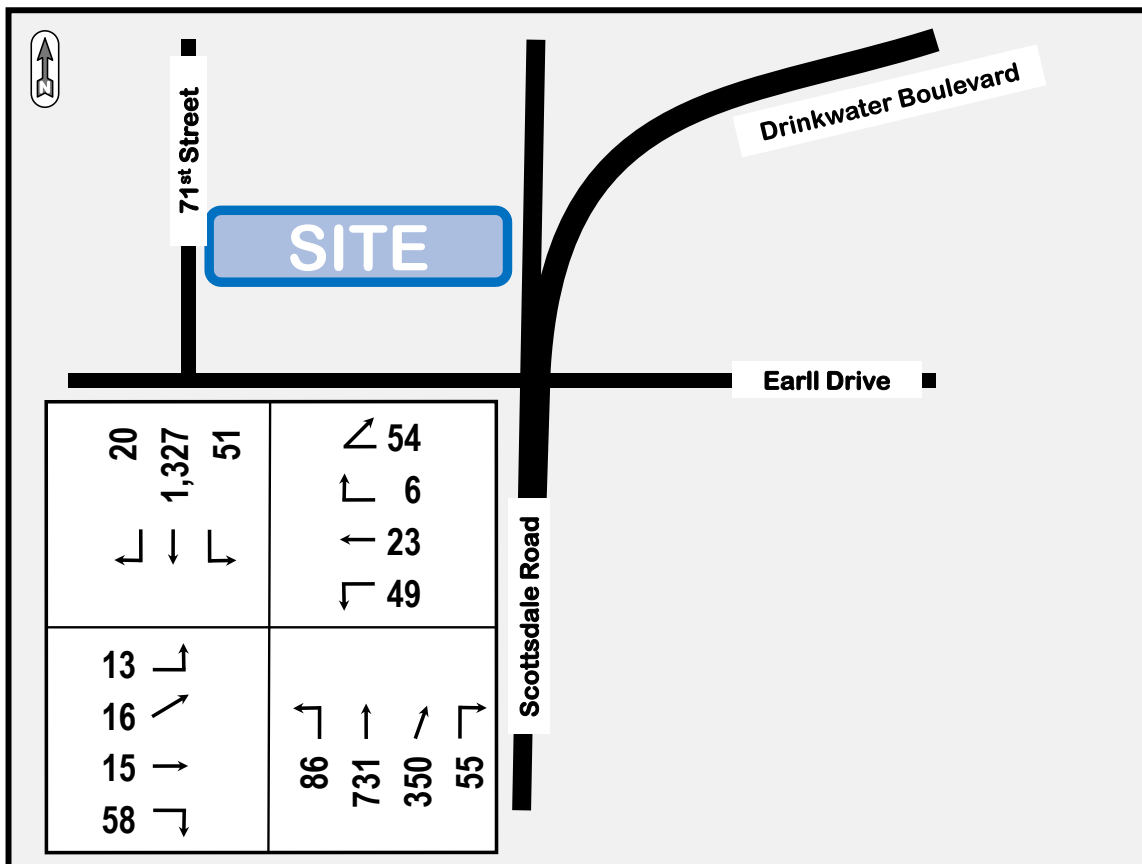 N
71st Street
SITE
Drinkwater Boulevard
Earll Drive
Scottsdale Road
20 1,327 51
54
6
23
49
13
16
15
58
86 731 350 55